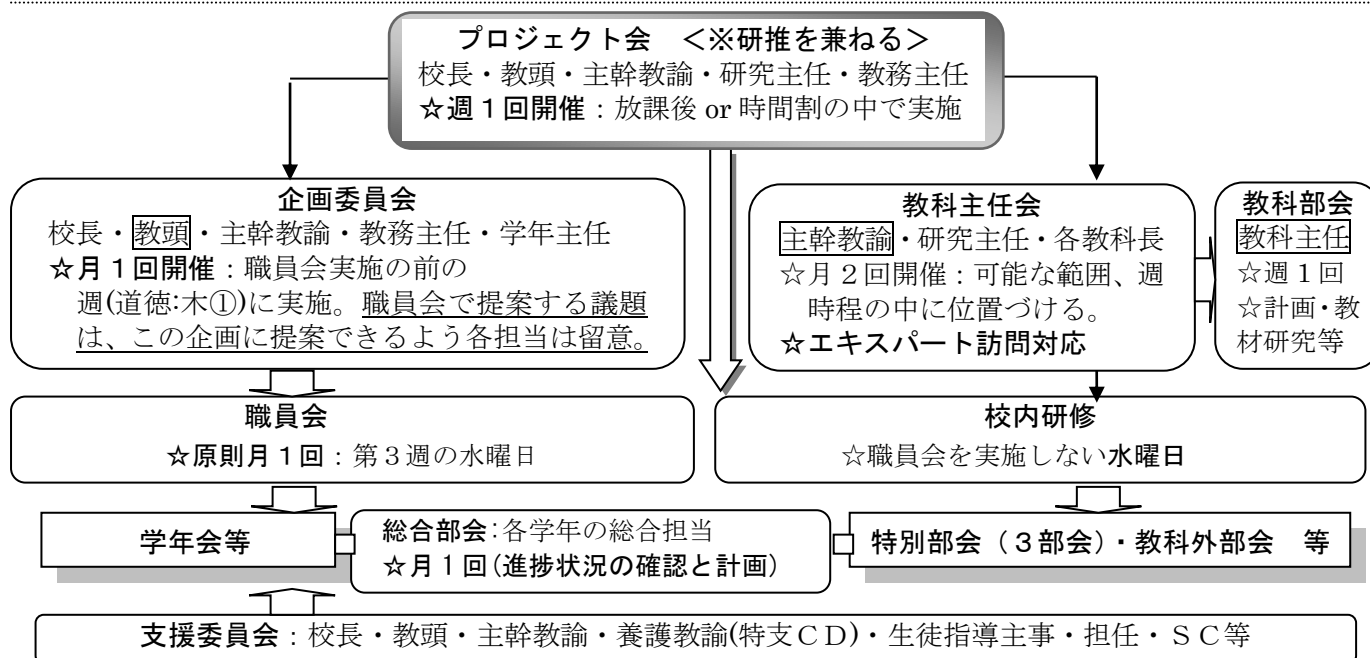 プロジェクト会 ＜※研推を兼ねる＞
校長・教頭・主幹教諭・研究主任・教務主任
☆週１回開催：放課後 or 時間割の中で実施
企画委員会
校長・教頭・主幹教諭・教務主任・学年主任
☆月１回開催：職員会実施の前の
週(道徳:木①)に実施。職員会で提案する議題
は、この企画に提案できるよう各担当は留意。
教科主任会
主幹教諭・研究主任・各教科長
☆月２回開催：可能な範囲、週
時程の中に位置づける。
☆エキスパート訪問対応
教科部会
教科主任
☆週１回
☆計画・教
材研究等
職員会
☆原則月１回：第３週の水曜日
校内研修
☆職員会を実施しない水曜日
学年会等
総合部会:各学年の総合担当
☆月１回(進捗状況の確認と計画)
特別部会（３部会）・教科外部会 等
支援委員会：校長・教頭・主幹教諭・養護教諭(特支ＣＤ)・生徒指導主事・担任・ＳＣ等